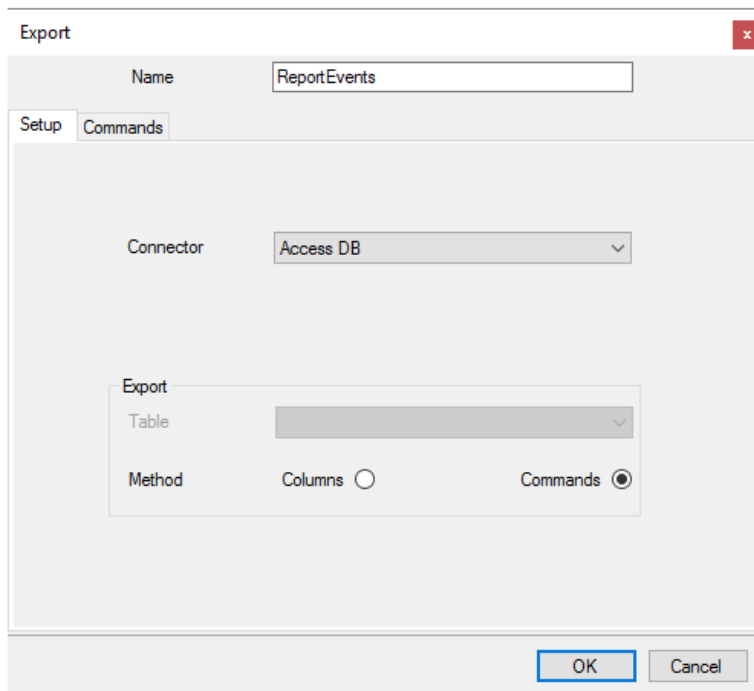 Export
x
Name ReportEvents
Setup Commands
Connector Access DB
Export
Table
Method Columns Commands
OK Cancel